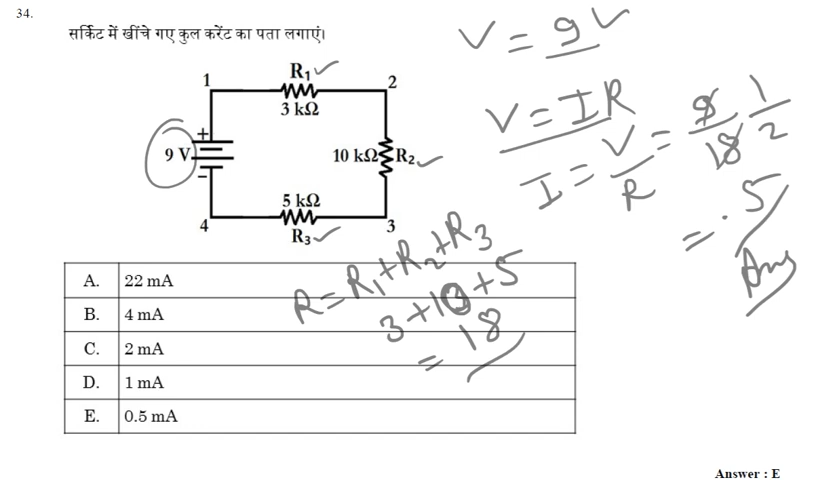 34.
सर्किट में खींचे गए कुल करेंट का पता लगाएं।
V = 9V
R₁
1
2
3 kΩ
V = IR
9 V
+
-
10 kΩ
R₂
I = V/R = 9/18 1/2
= .5
Ans
5 kΩ
4
3
R₃
R = R₁+R₂+R₃
3+10+5
= 18
A. 22 mA
B. 4 mA
C. 2 mA
D. 1 mA
E. 0.5 mA
Answer : E